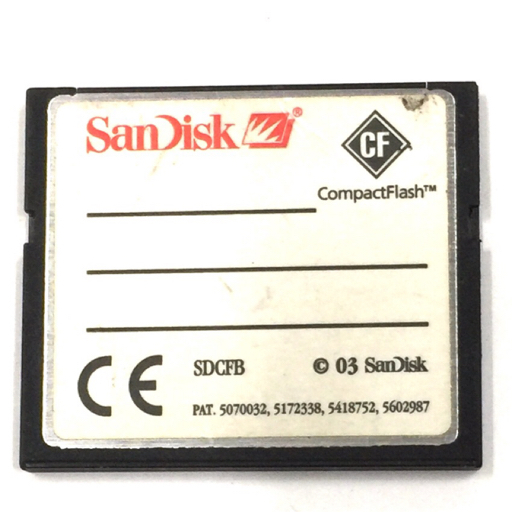 SanDisk ®
CF
CompactFlash™
CE SDCFB © 03 SanDisk
PAT. 5070032, 5172338, 5418752, 5602987